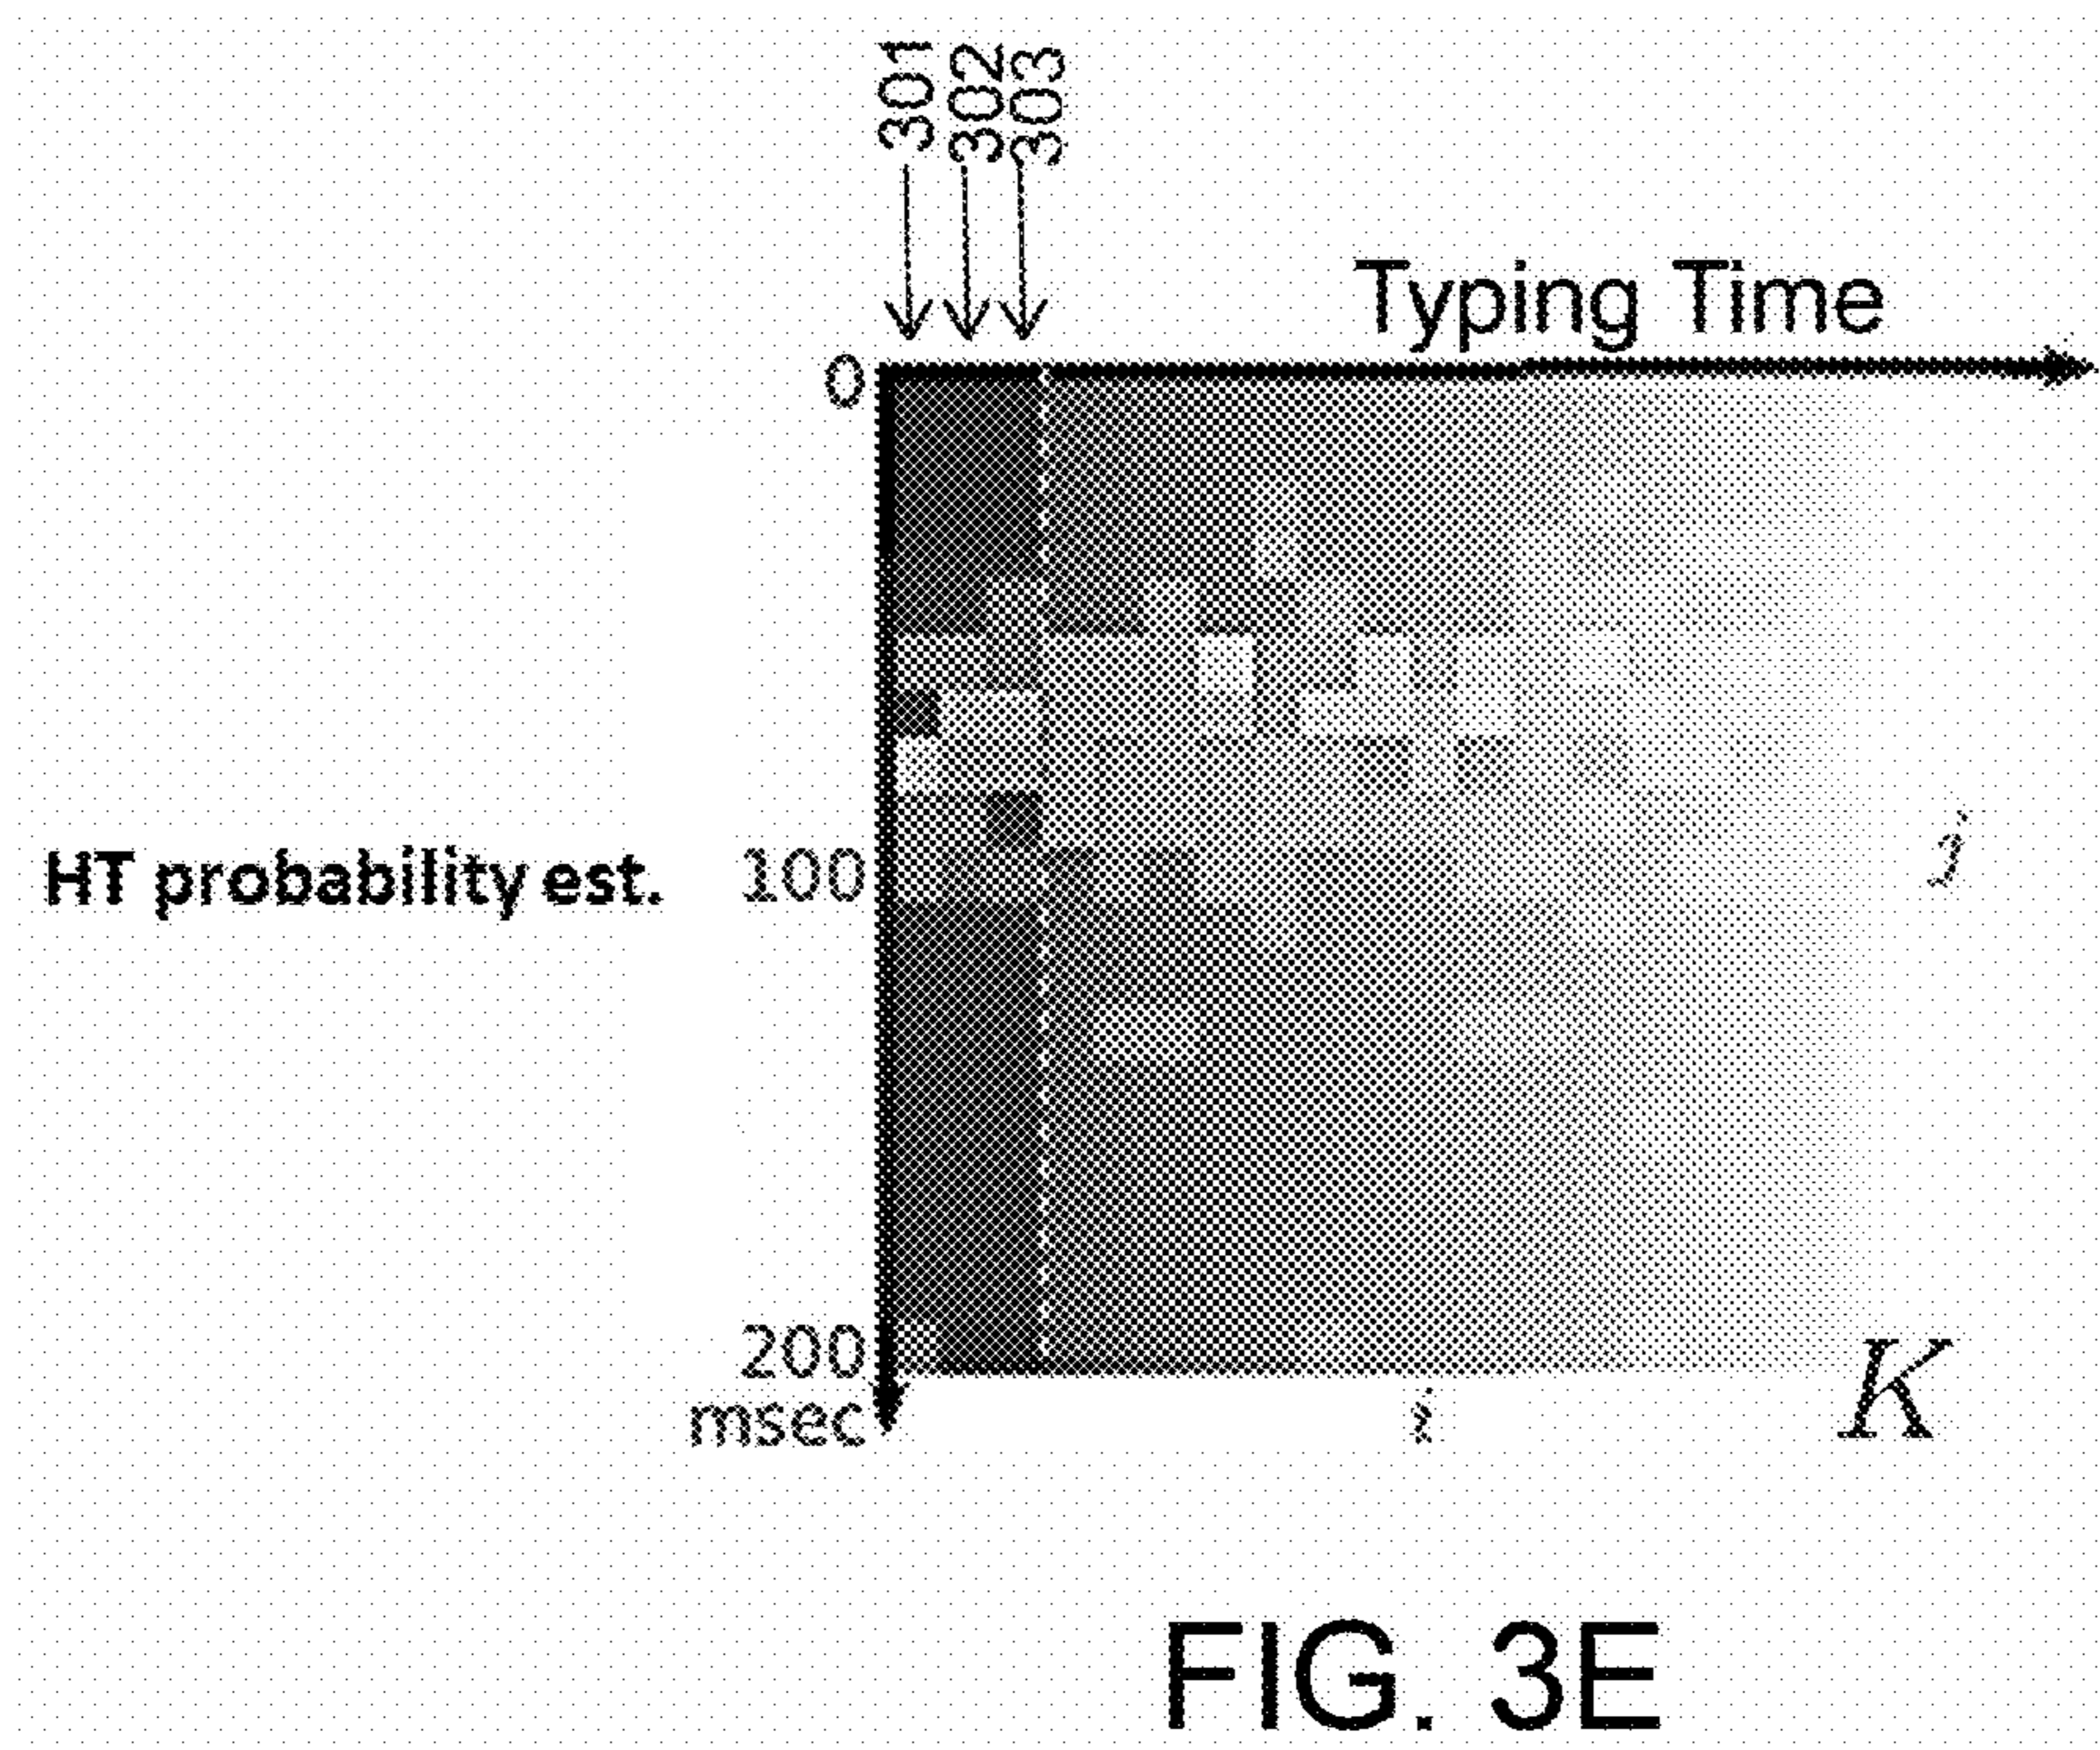 301
302
303
Typing Time
0
HT probability est.
100
j
200
msec
i
K
FIG. 3E